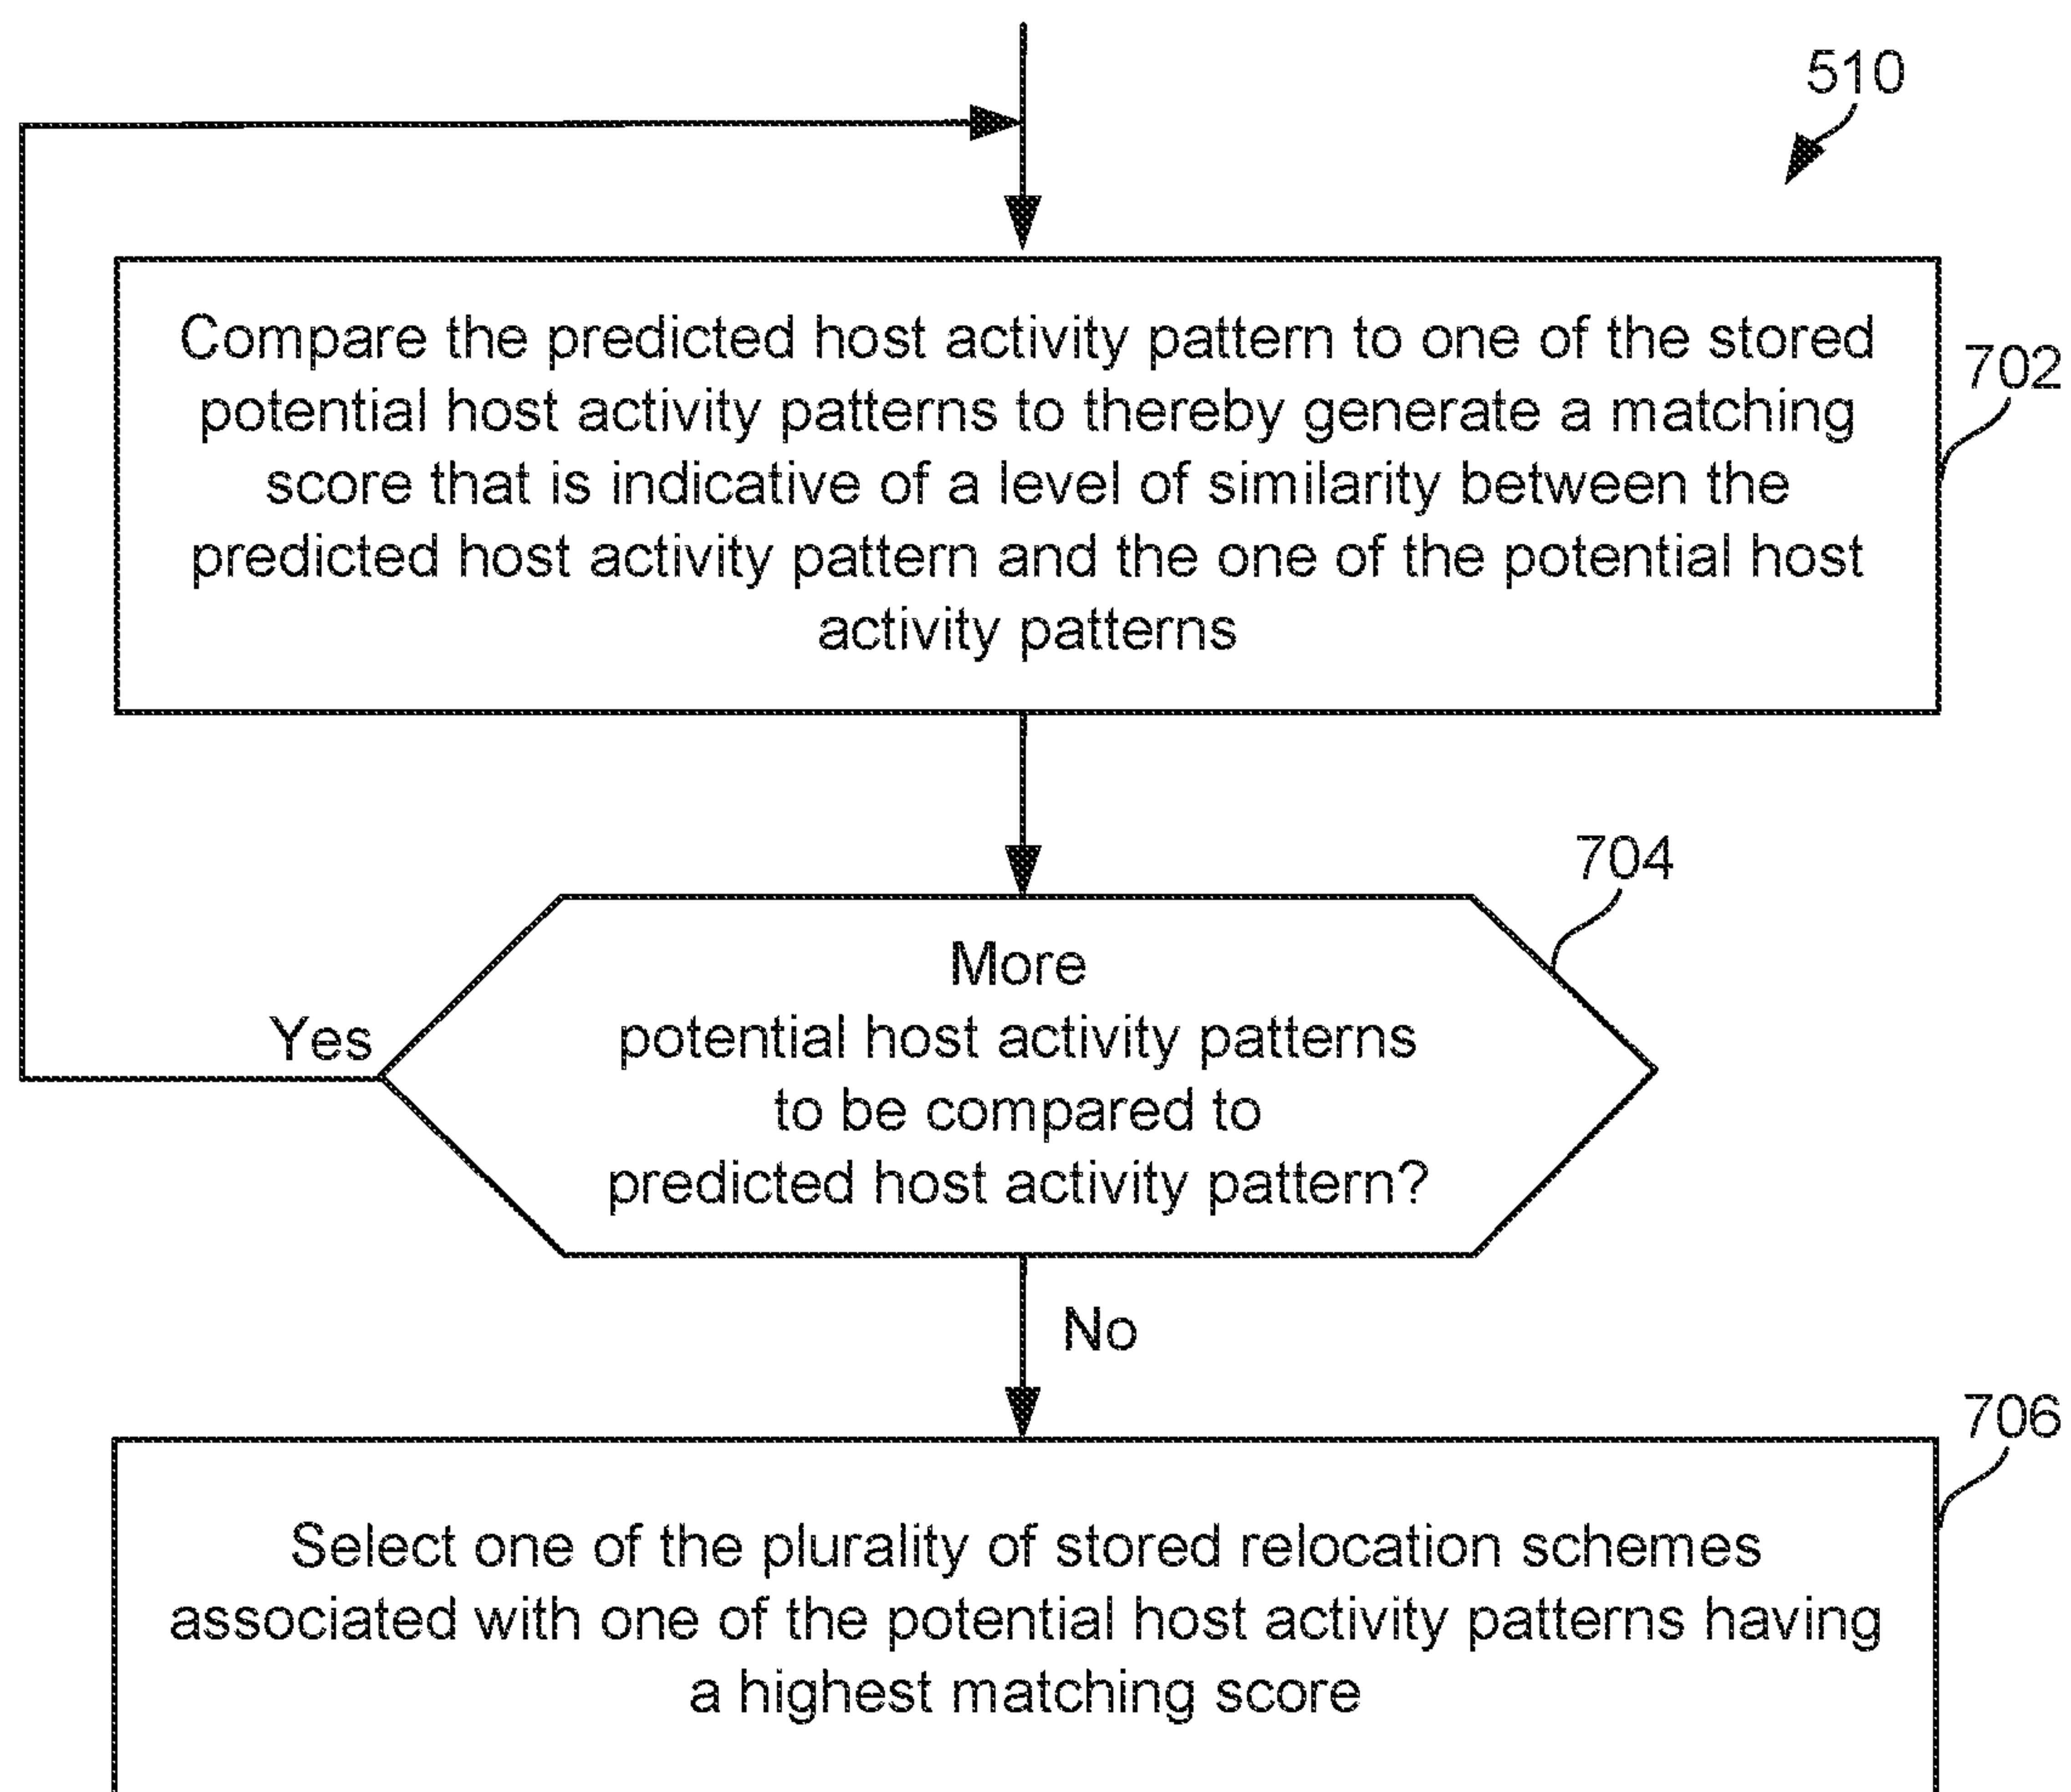 510
Compare the predicted host activity pattern to one of the stored
potential host activity patterns to thereby generate a matching
score that is indicative of a level of similarity between the
predicted host activity pattern and the one of the potential host
activity patterns
702
704
More
potential host activity patterns
to be compared to
predicted host activity pattern?
Yes
No
706
Select one of the plurality of stored relocation schemes
associated with one of the potential host activity patterns having
a highest matching score